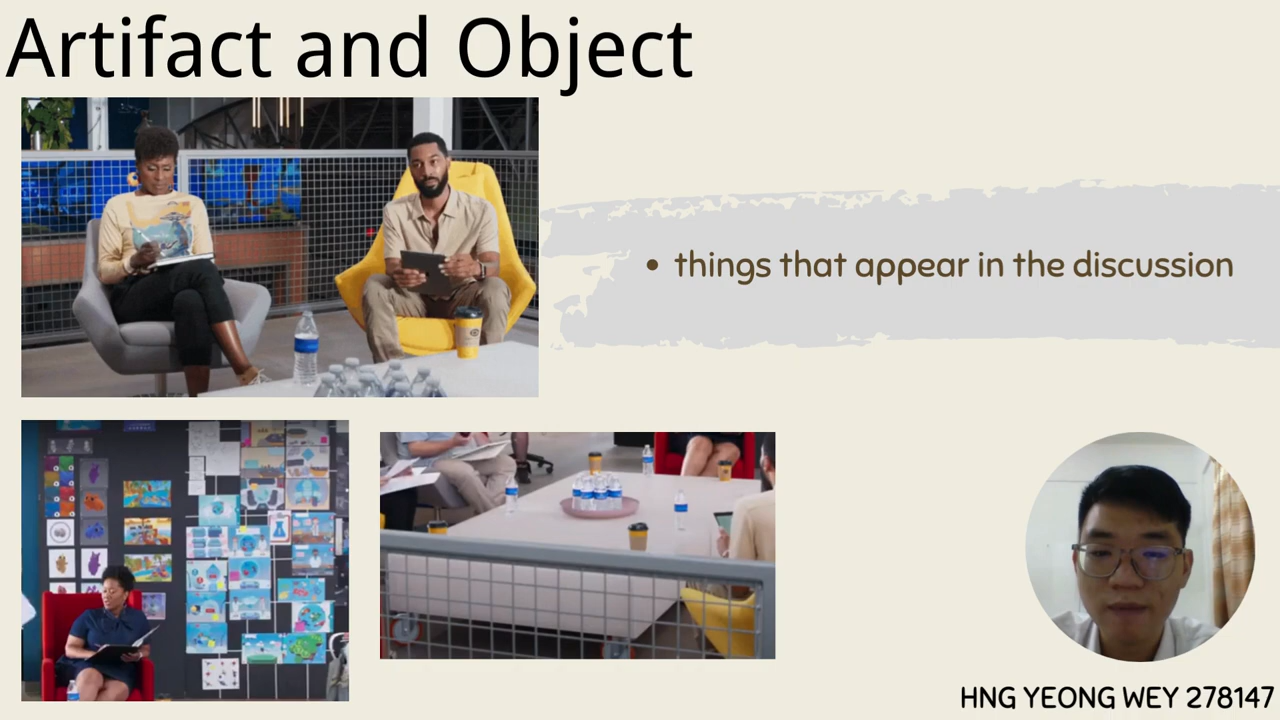 Artifact and Object
• things that appear in the discussion
HNG YEONG WEY 278147